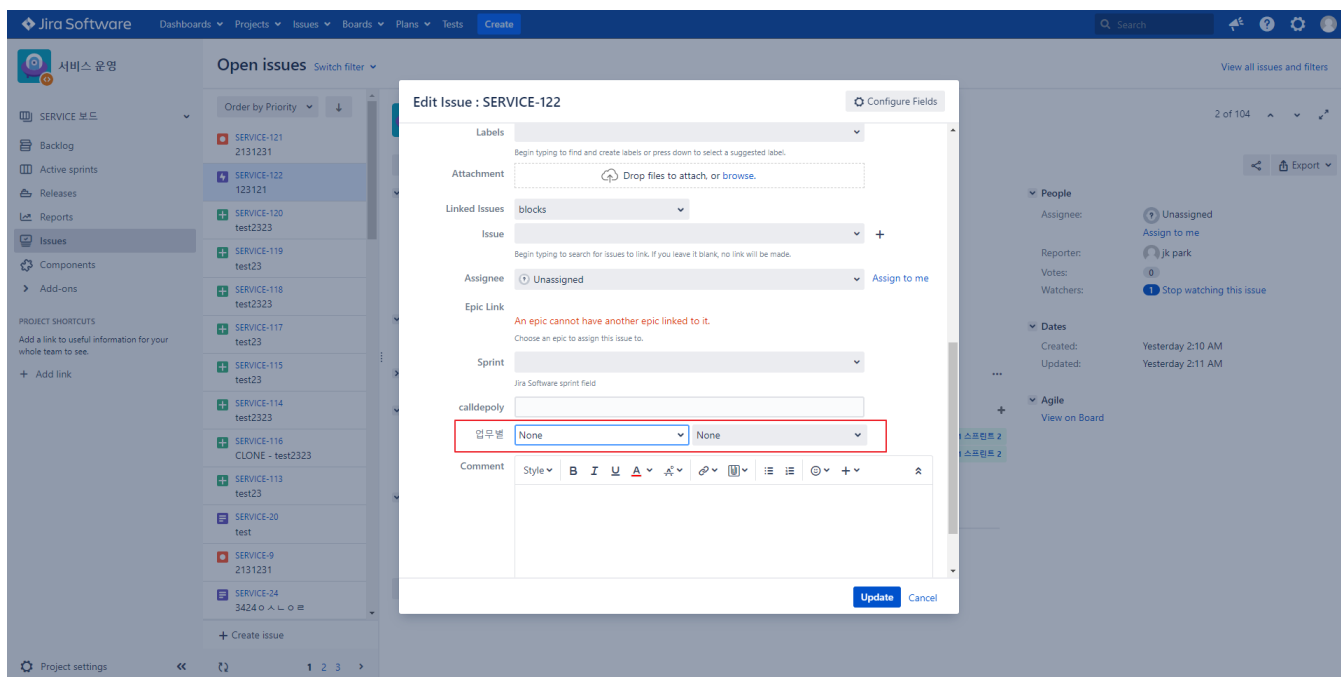 Jira Software Dashboards Projects Issues Boards Plans Tests Create Search
서비스 운영
SERVICE 보드
Backlog
Active sprints
Releases
Reports
Issues
Components
Add-ons
PROJECT SHORTCUTS
Add a link to useful information for your
whole team to see.
+ Add link
Project settings
Open issues Switch filter
View all issues and filters
Order by Priority
SERVICE-121
2131231
SERVICE-122
123121
SERVICE-120
test2323
SERVICE-119
test23
SERVICE-118
test2323
SERVICE-117
test23
SERVICE-115
test23
SERVICE-114
test2323
SERVICE-116
CLONE - test2323
SERVICE-113
test23
SERVICE-20
test
SERVICE-9
2131231
SERVICE-24
3424ㅇㅅㄴㅇㄹ
+ Create issue
1 2 3
Edit Issue : SERVICE-122
Configure Fields
Labels
Begin typing to find and create labels or press down to select a suggested label.
Attachment
Drop files to attach, or browse.
Linked Issues blocks
Issue
Begin typing to search for issues to link. If you leave it blank, no link will be made.
Assignee Unassigned Assign to me
Epic Link
An epic cannot have another epic linked to it.
Choose an epic to assign this issue to.
Sprint
Jira Software sprint field
calldepoly
업무별 None None
Comment
Style B I U A
Update Cancel
2 of 104
Export
People
Assignee: Unassigned
Assign to me
Reporter: jk park
Votes: 0
Watchers: 1 Stop watching this issue
Dates
Created: Yesterday 2:10 AM
Updated: Yesterday 2:11 AM
Agile
View on Board
스프린트 2
스프린트 2